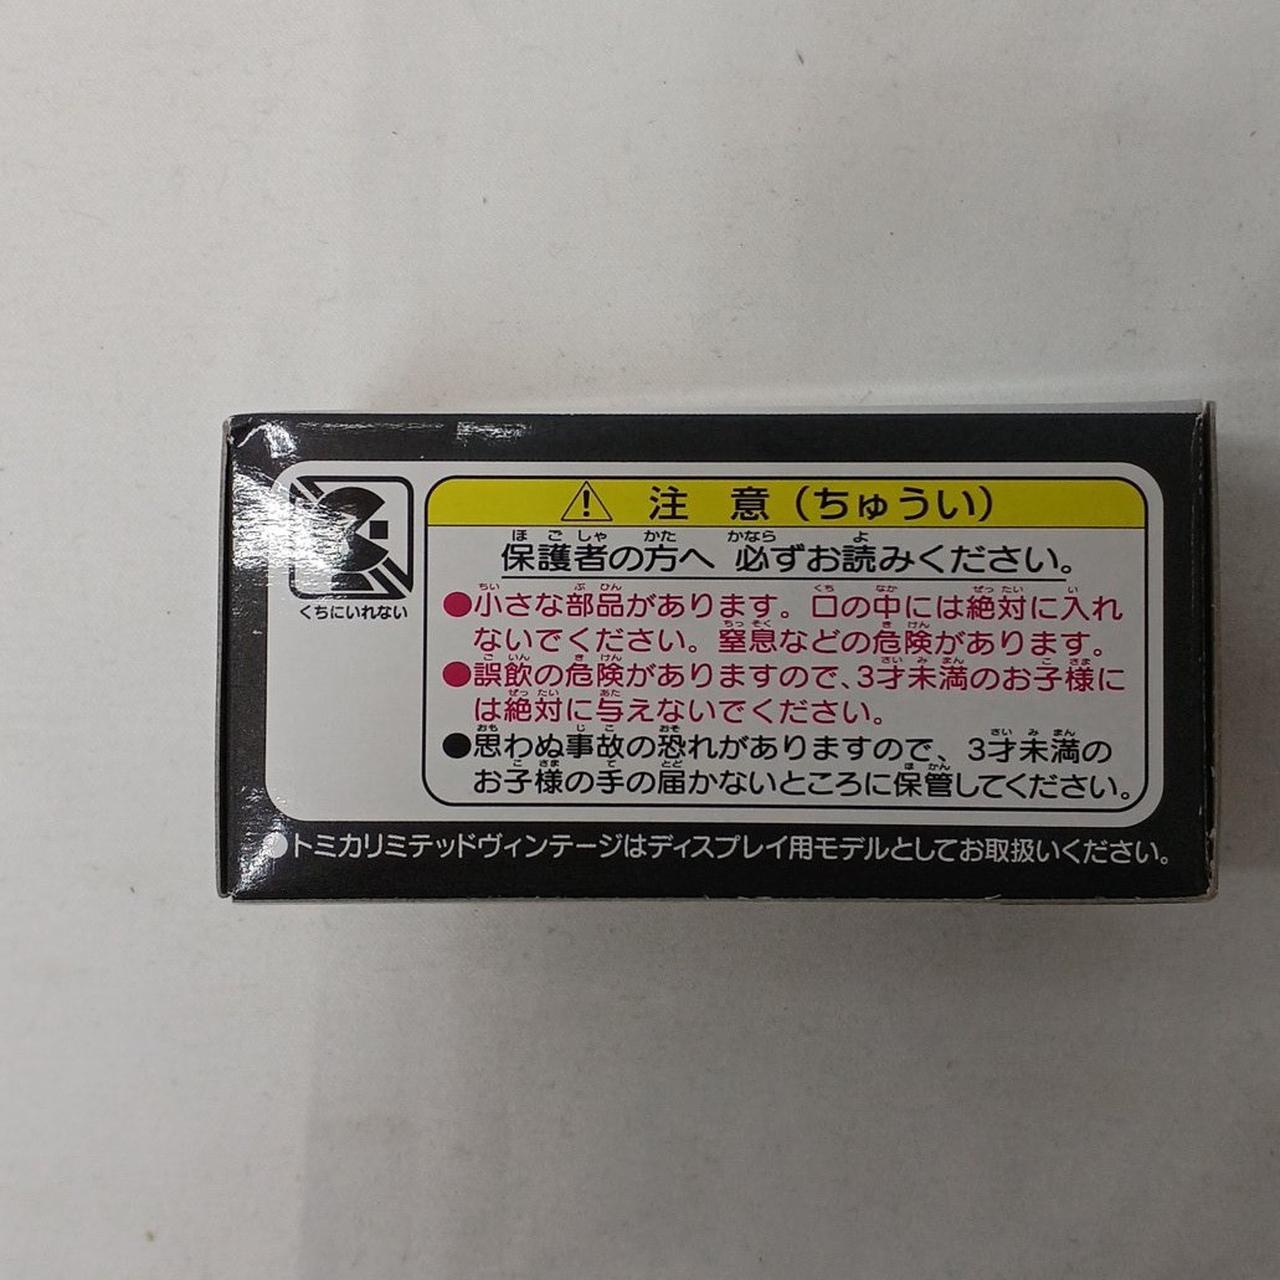 注 意（ちゅうい）
保護者の方へ 必ずお読みください。
ほ ご しゃ かた かなら よ
くちにいれない
●小さな部品があります。口の中には絶対に入れ
ちい ぶ ひん くち なか ぜっ たい い
ないでください。窒息などの危険があります。
ちっ そく き けん
●誤飲の危険がありますので、3才未満のお子様に
ご いん き けん さい み まん こ さま
は絶対に与えないでください。
ぜっ たい あた
●思わぬ事故の恐れがありますので、3才未満の
おも じ こ おそ さい み まん
お子様の手の届かないところに保管してください。
こ さま て とど ほ かん
●トミカリミテッドヴィンテージはディスプレイ用モデルとしてお取扱いください。